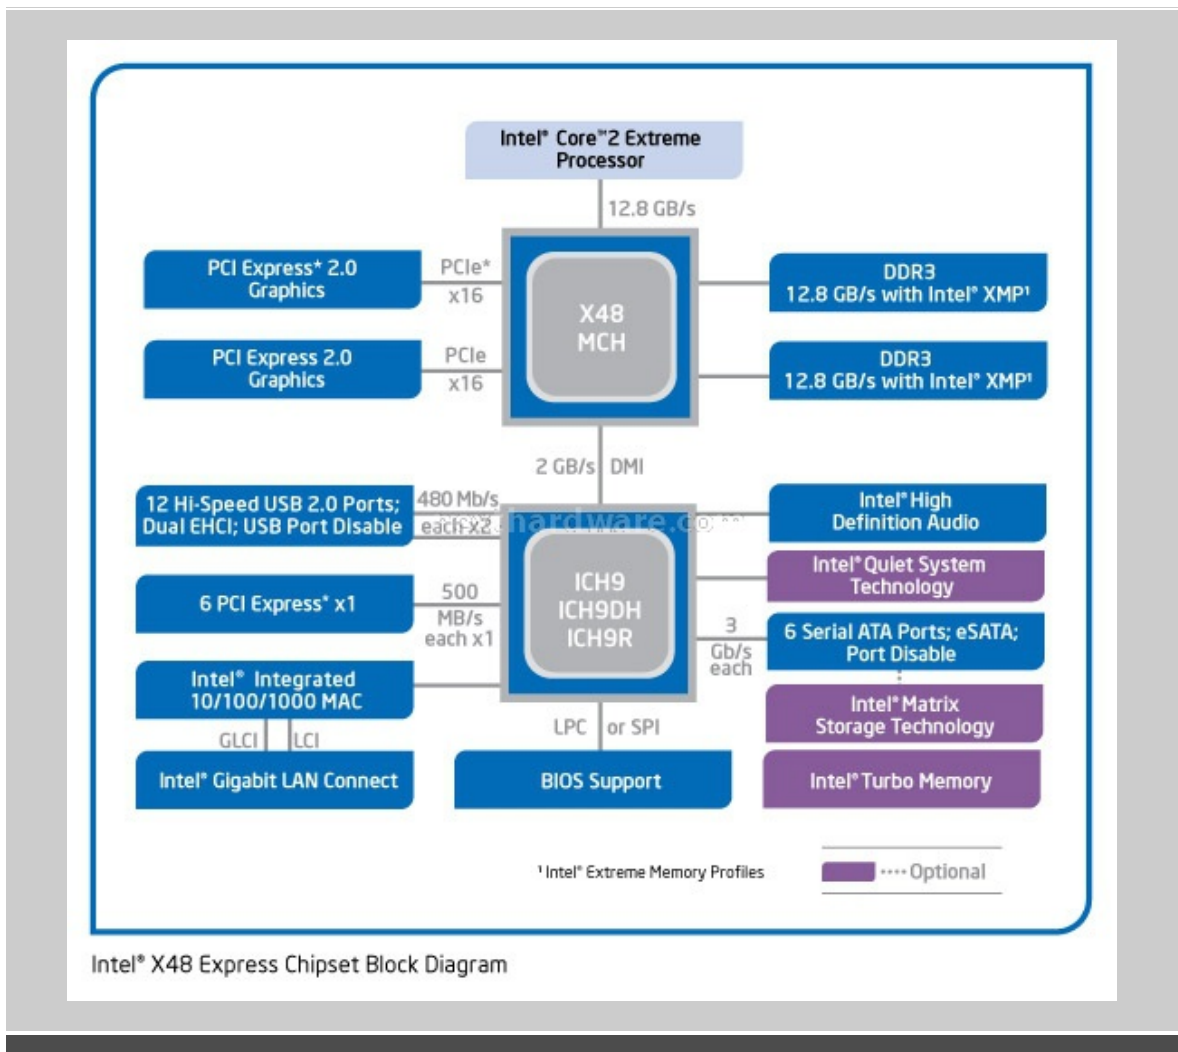 Intel® Core™2 Extreme
Processor
12.8 GB/s
PCI Express* 2.0
Graphics
PCIe*
x16
X48
MCH
DDR3
12.8 GB/s with Intel® XMP¹
PCI Express 2.0
Graphics
PCIe
x16
DDR3
12.8 GB/s with Intel® XMP¹
2 GB/s DMI
12 Hi-Speed USB 2.0 Ports;
Dual EHCI; USB Port Disable
480 Mb/s
each x2
Intel® High
Definition Audio
Intel® Quiet System
Technology
6 PCI Express* x1
500
MB/s
each x1
ICH9
ICH9DH
ICH9R
3
Gb/s
each
6 Serial ATA Ports; eSATA;
Port Disable
Intel® Integrated
10/100/1000 MAC
Intel® Matrix
Storage Technology
GLCI LCI
LPC or SPI
Intel® Gigabit LAN Connect
BIOS Support
Intel® Turbo Memory
¹ Intel® Extreme Memory Profiles
Optional
Intel® X48 Express Chipset Block Diagram